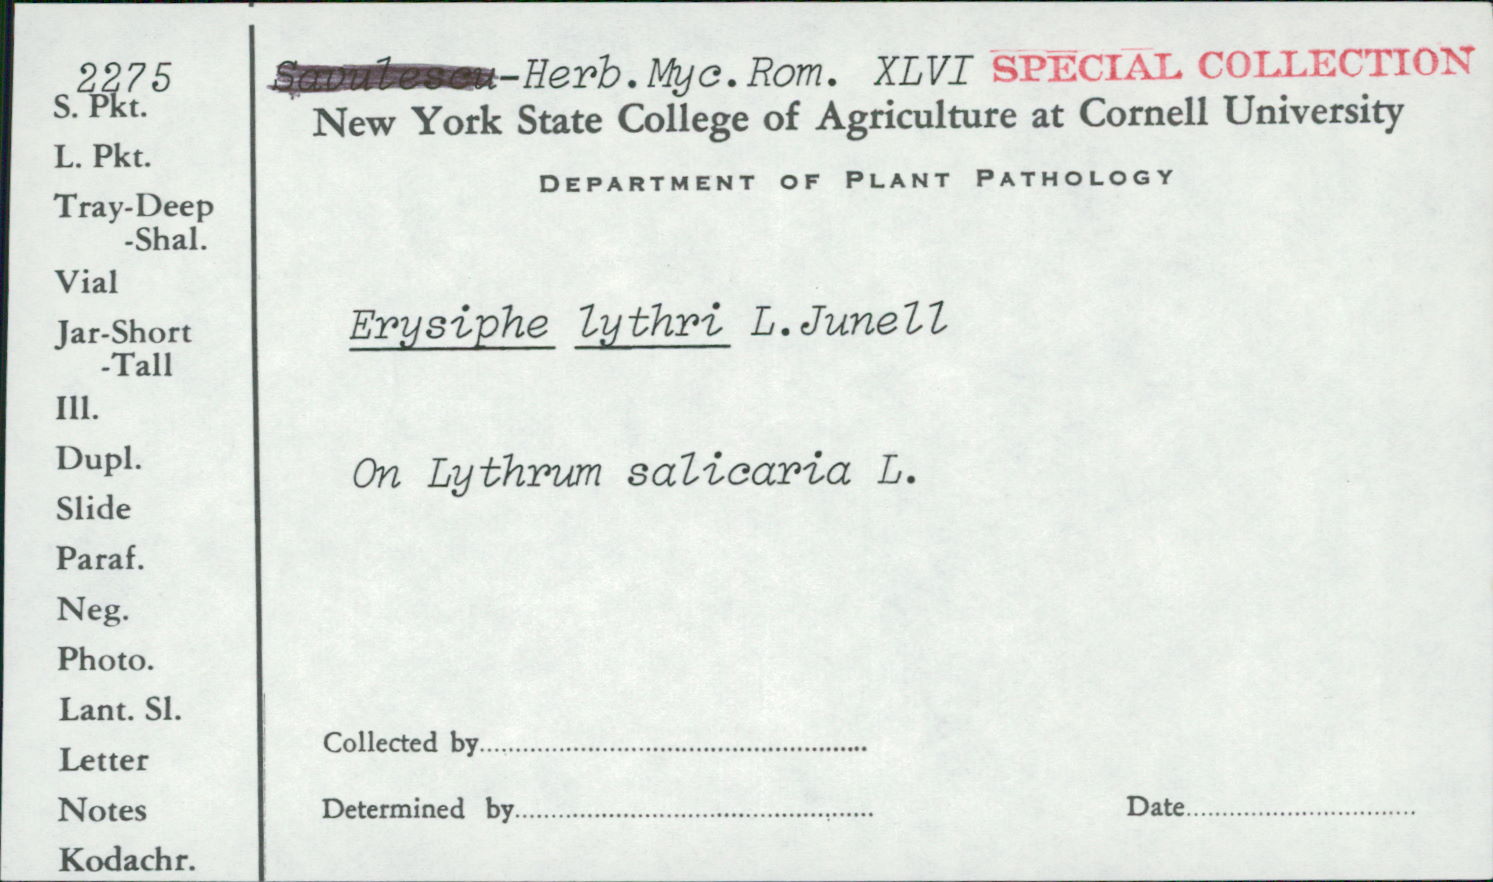 2275
S. Pkt.
L. Pkt.
Tray-Deep
-Shal.
Vial
Jar-Short
-Tall
Ill.
Dupl.
Slide
Paraf.
Neg.
Photo.
Lant. Sl.
Letter
Notes
Kodachr.
Savulescu-Herb.Myc.Rom. XLVI SPECIAL COLLECTION
New York State College of Agriculture at Cornell University
DEPARTMENT OF PLANT PATHOLOGY
Erysiphe lythri L.Junell
On Lythrum salicaria L.
Collected by
Determined by
Date